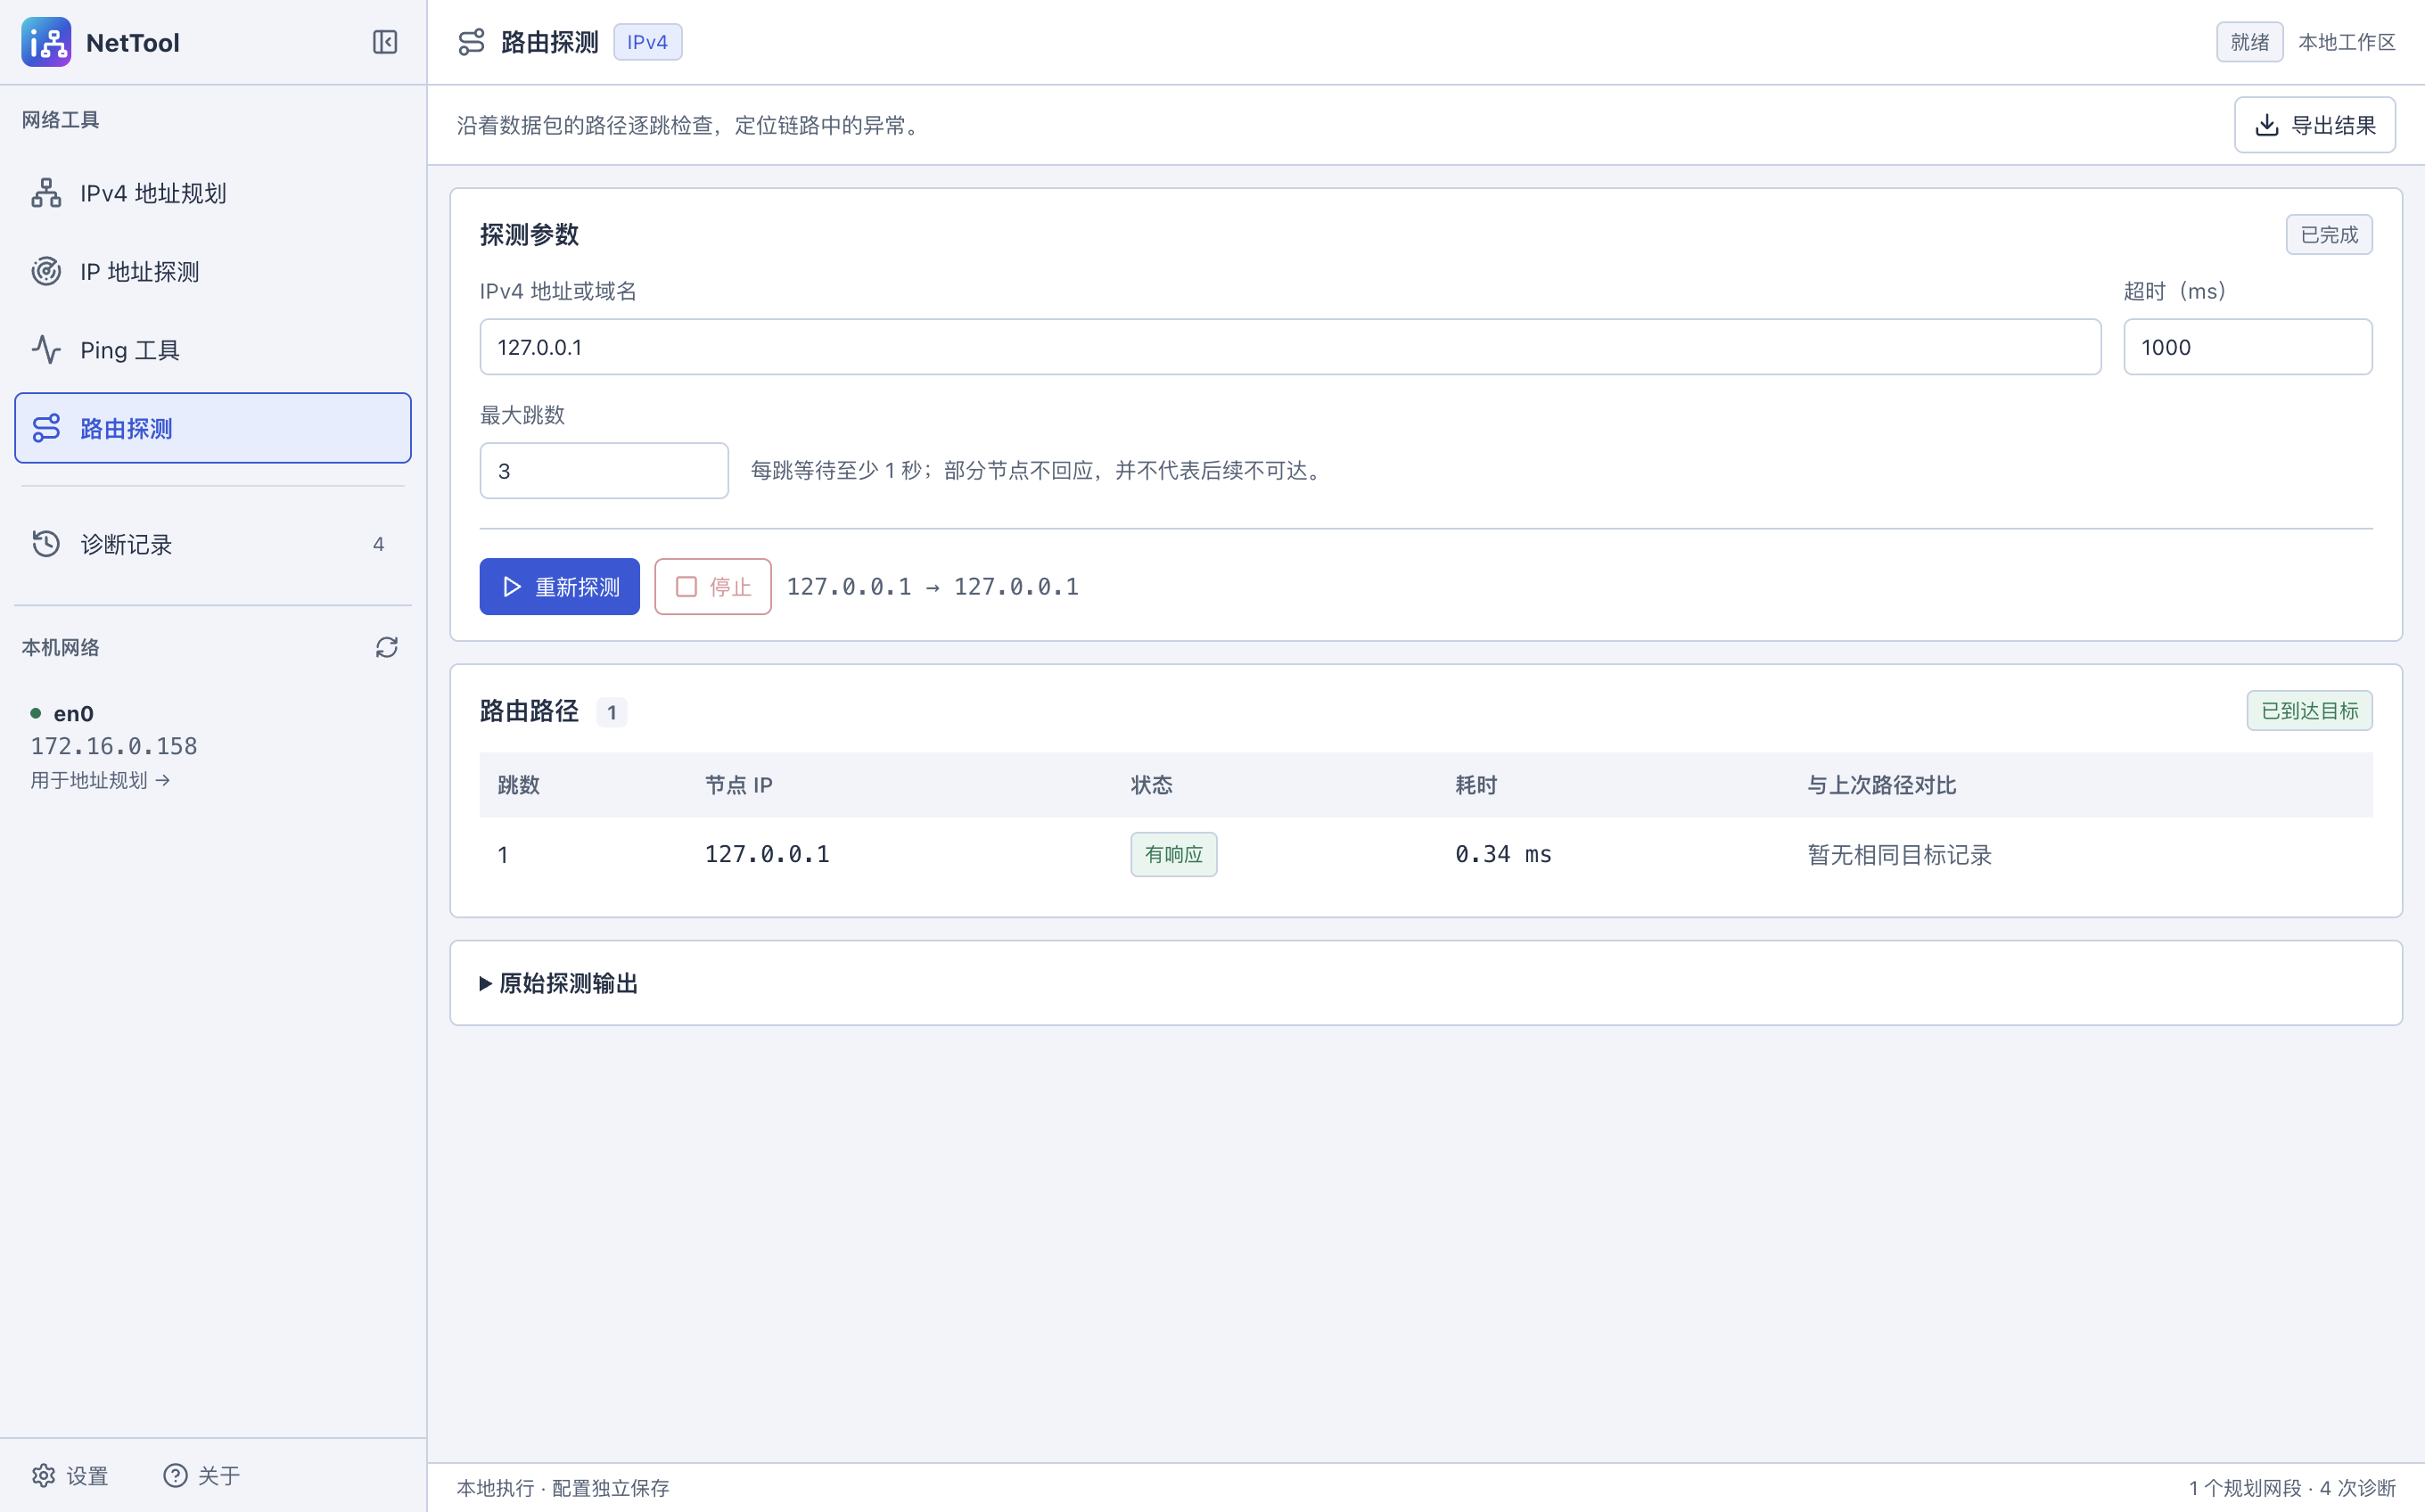 NetTool
网络工具
IPv4 地址规划
IP 地址探测
Ping 工具
路由探测
诊断记录 4
本机网络
en0
172.16.0.158
用于地址规划 →
设置 关于
路由探测 IPv4 就绪 本地工作区
沿着数据包的路径逐跳检查，定位链路中的异常。 导出结果
探测参数 已完成
IPv4 地址或域名 超时（ms）
127.0.0.1 1000
最大跳数
3 每跳等待至少 1 秒；部分节点不回应，并不代表后续不可达。
重新探测 停止 127.0.0.1 → 127.0.0.1
路由路径 1 已到达目标
跳数 节点 IP 状态 耗时 与上次路径对比
1 127.0.0.1 有响应 0.34 ms 暂无相同目标记录
原始探测输出
本地执行 · 配置独立保存 1 个规划网段 · 4 次诊断